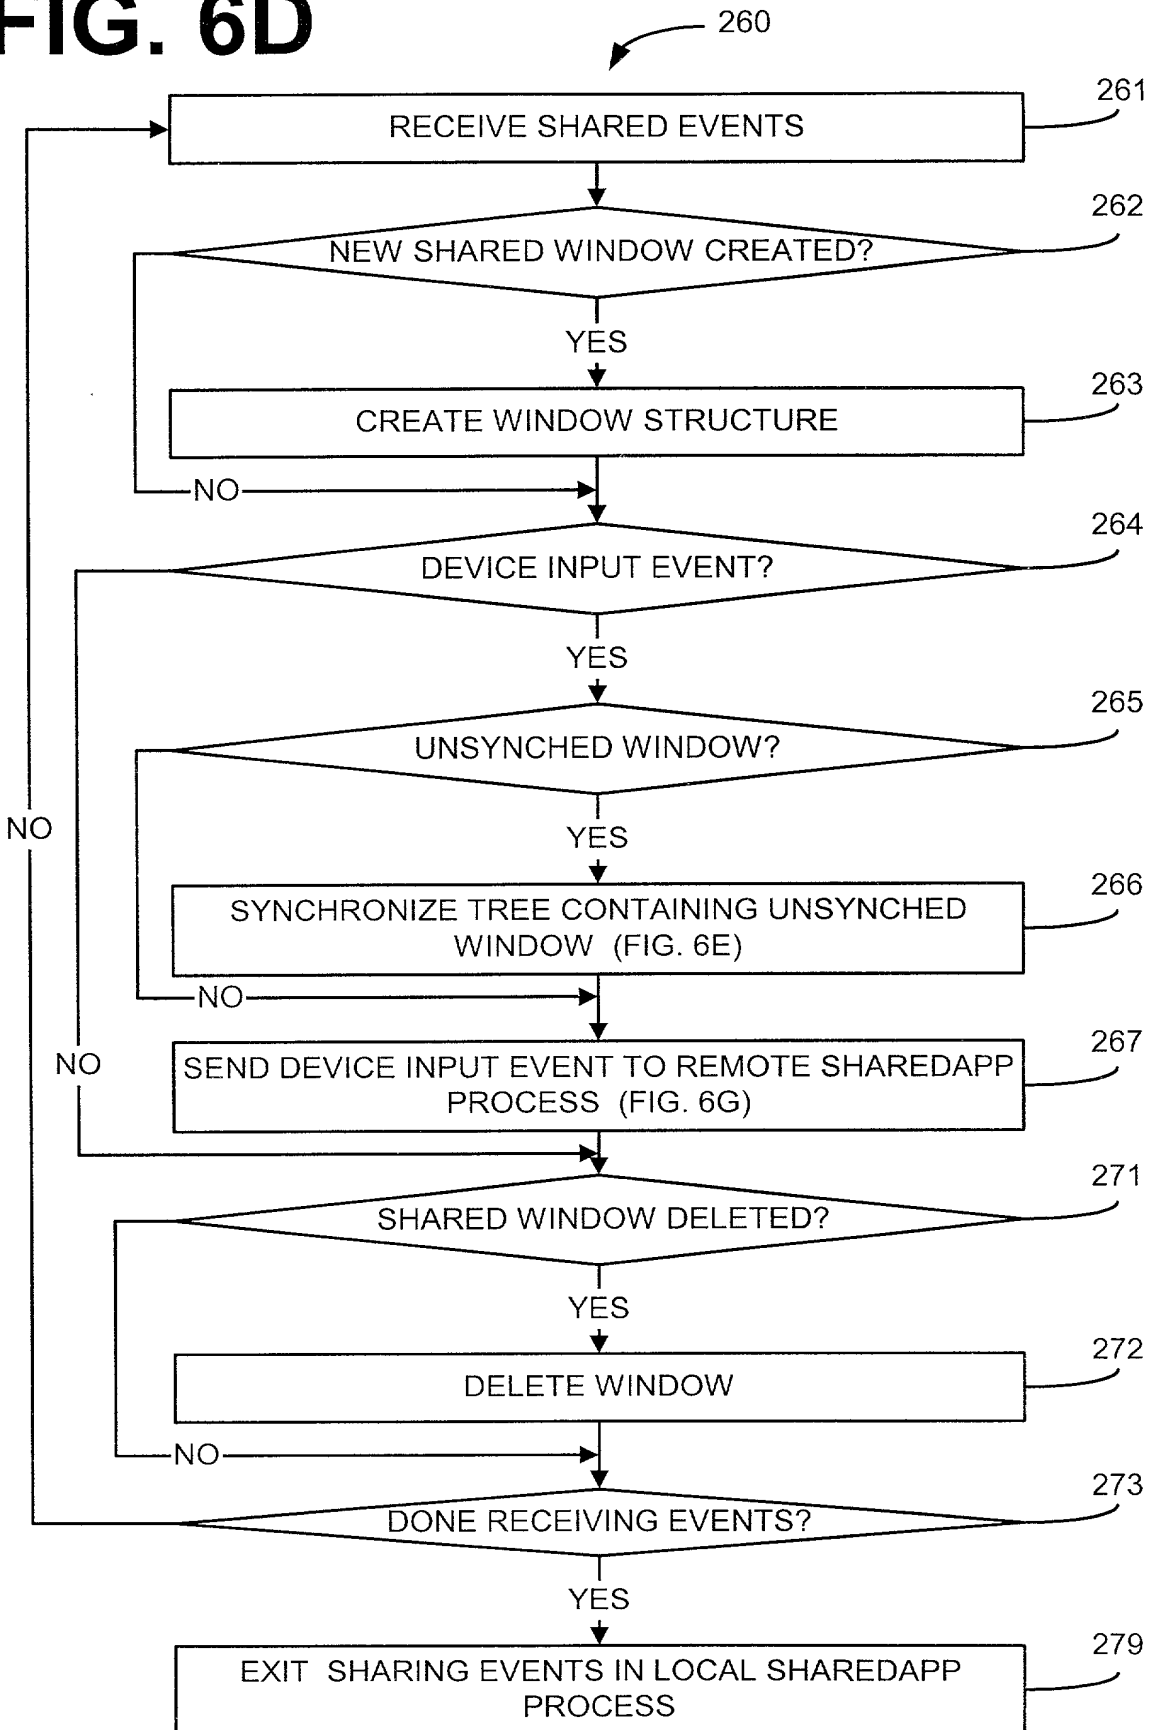 FIG. 6D
260
RECEIVE SHARED EVENTS
261
NEW SHARED WINDOW CREATED?
262
YES
CREATE WINDOW STRUCTURE
263
NO
DEVICE INPUT EVENT?
264
YES
UNSYNCHED WINDOW?
265
NO
YES
SYNCHRONIZE TREE CONTAINING UNSYNCHED
WINDOW (FIG. 6E)
266
NO
SEND DEVICE INPUT EVENT TO REMOTE SHAREDAPP
PROCESS (FIG. 6G)
267
NO
SHARED WINDOW DELETED?
271
YES
DELETE WINDOW
272
NO
DONE RECEIVING EVENTS?
273
YES
EXIT SHARING EVENTS IN LOCAL SHAREDAPP
PROCESS
279